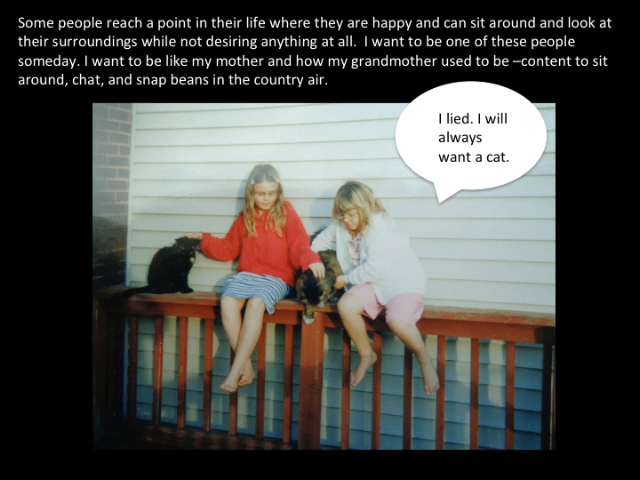 Some people reach a point in their life where they are happy and can sit around and look at
their surroundings while not desiring anything at all.  I want to be one of these people
someday. I want to be like my mother and how my grandmother used to be –content to sit
around, chat, and snap beans in the country air.
I lied. I will
always
want a cat.